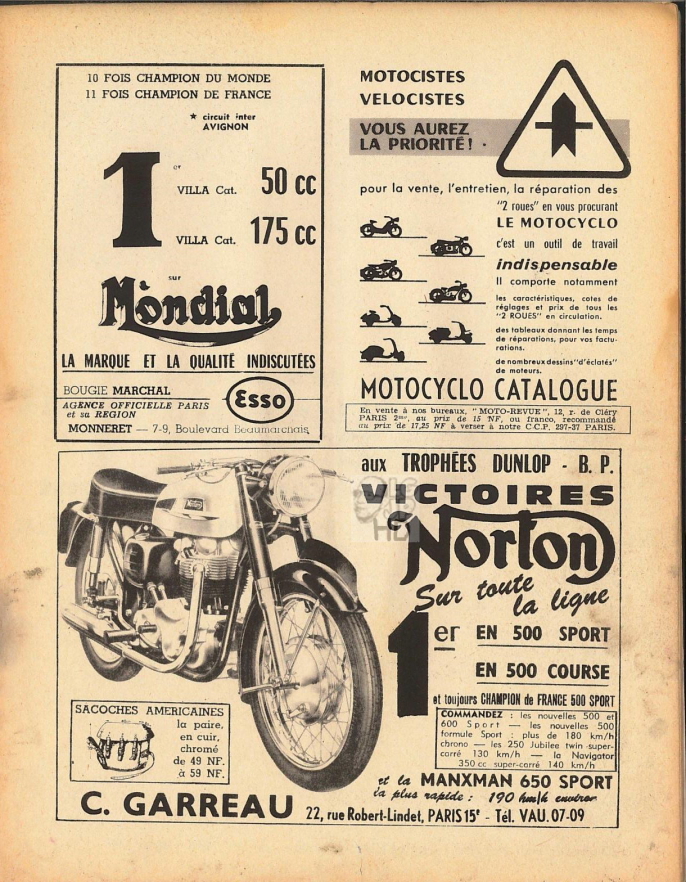 10 FOIS CHAMPION DU MONDE
11 FOIS CHAMPION DE FRANCE
★ circuit inter
AVIGNON
1er
VILLA Cat. 50 cc
VILLA Cat. 175 cc
sur
Mondial
LA MARQUE ET LA QUALITÉ INDISCUTÉES
BOUGIE MARCHAL
AGENCE OFFICIELLE PARIS
et sa REGION
Esso
MONNERET — 7-9, Boulevard Beaumarchais
MOTOCISTES
VELOCISTES
VOUS AUREZ
LA PRIORITÉ !
pour la vente, l'entretien, la réparation des
"2 roues" en vous procurant
LE MOTOCYCLO
c'est un outil de travail
indispensable
Il comporte notamment
les caractéristiques, cotes de
réglages et prix de tous les
"2 ROUES" en circulation.
des tableaux donnant les temps
de réparations, pour vos factu-
rations.
de nombreux dessins "d'éclatés"
de moteurs.
MOTOCYCLO CATALOGUE
En vente à nos bureaux, "MOTO-REVUE", 12, r. de Cléry
PARIS 2me, au prix de 15 NF, ou franco, recommandé
au prix de 17,25 NF à verser à notre C.C.P. 297-37 PARIS.
aux TROPHÉES DUNLOP - B.P.
VICTOIRES
Norton
Sur toute
la ligne
1er EN 500 SPORT
EN 500 COURSE
et toujours CHAMPION de FRANCE 500 SPORT
COMMANDEZ : les nouvelles 500 et
600 Sport — les nouvelles 500
formule Sport : plus de 180 km/h
chrono — les 250 Jubilee twin super-
carré 130 km/h — la Navigator
350 cc super-carré 140 km/h
et la MANXMAN 650 SPORT
la plus rapide : 190 km/h environ
Norton
SACOCHES AMERICAINES
la paire,
en cuir,
chromé
de 49 NF.
à 59 NF.
C. GARREAU 22, rue Robert-Lindet, PARIS 15e - Tél. VAU. 07-09